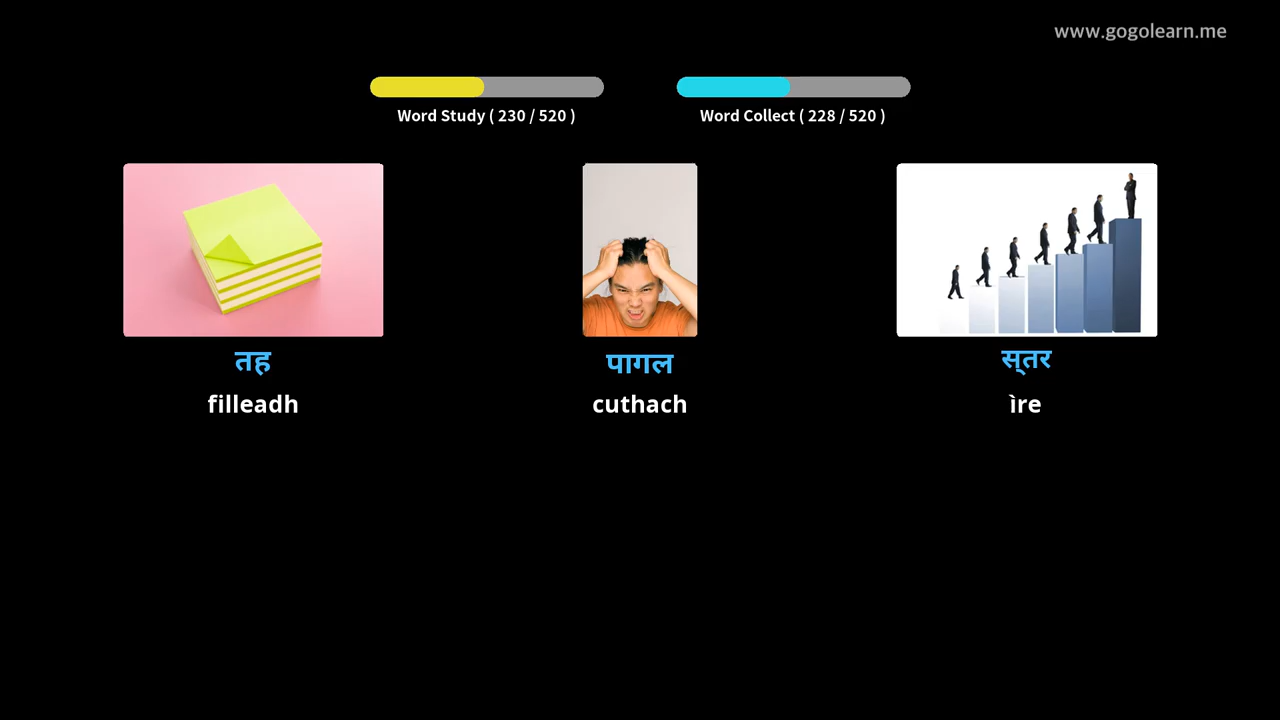 www.gogolearn.me
Word Study ( 230 / 520 )
Word Collect ( 228 / 520 )
तह
पागल
स्तर
filleadh
cuthach
ìre